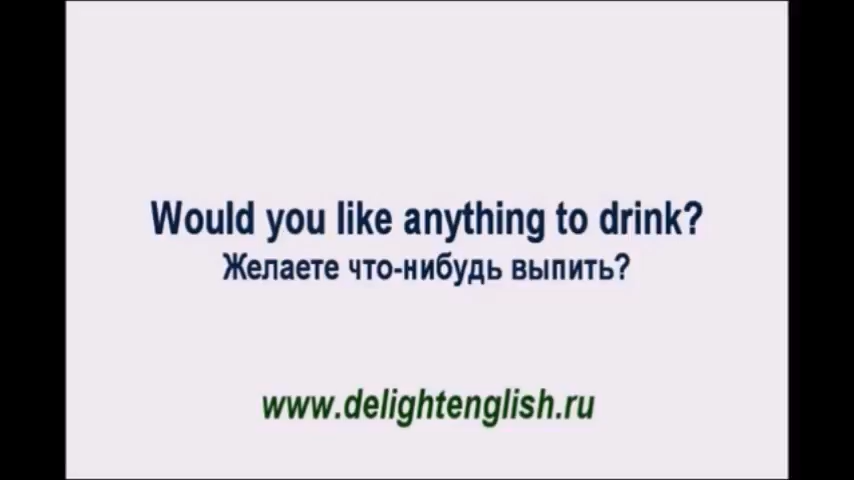 Would you like anything to drink?
Желаете что-нибудь выпить?
www.delightenglish.ru